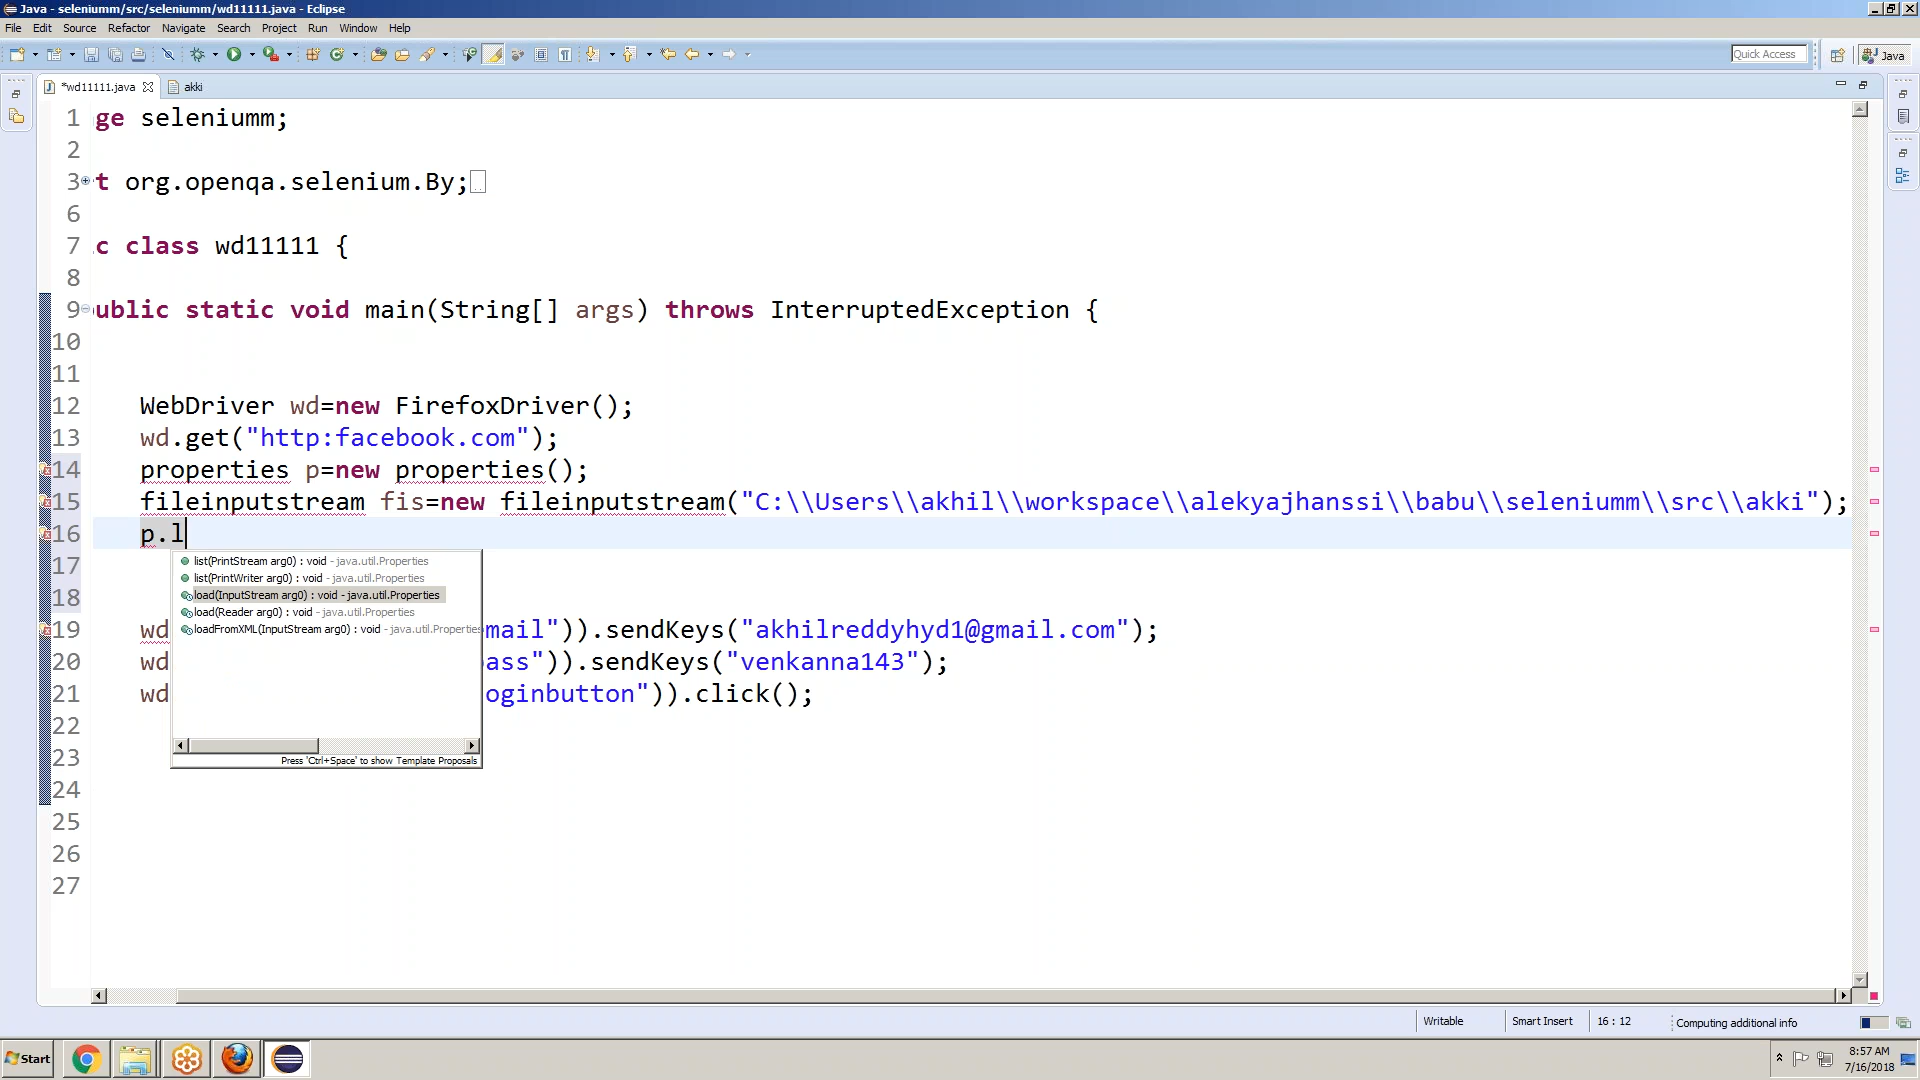 Java - seleniumm/src/seleniumm/wd11111.java - Eclipse
File Edit Source Refactor Navigate Search Project Run Window Help
Quick Access
Java
*wd11111.java
akki
1 ge seleniumm;
2
3 t org.openqa.selenium.By;
6
7 c class wd11111 {
8
9 ublic static void main(String[] args) throws InterruptedException {
10
11
12 WebDriver wd=new FirefoxDriver();
13 wd.get("http:facebook.com");
14 properties p=new properties();
15 fileinputstream fis=new fileinputstream("C:\\Users\\akhil\\workspace\\alekyajhanssi\\babu\\seleniumm\\src\\akki");
16 p.l
17
18
19 wd mail")).sendKeys("akhilreddyhyd1@gmail.com");
20 wd ass")).sendKeys("venkanna143");
21 wd oginbutton")).click();
22
23
24
25
26
27
list(PrintStream arg0) : void - java.util.Properties
list(PrintWriter arg0) : void - java.util.Properties
load(InputStream arg0) : void - java.util.Properties
load(Reader arg0) : void - java.util.Properties
loadFromXML(InputStream arg0) : void - java.util.Properties
Press 'Ctrl+Space' to show Template Proposals
Writable
Smart Insert
16 : 12
Computing additional info
Start
8:57 AM
7/16/2018